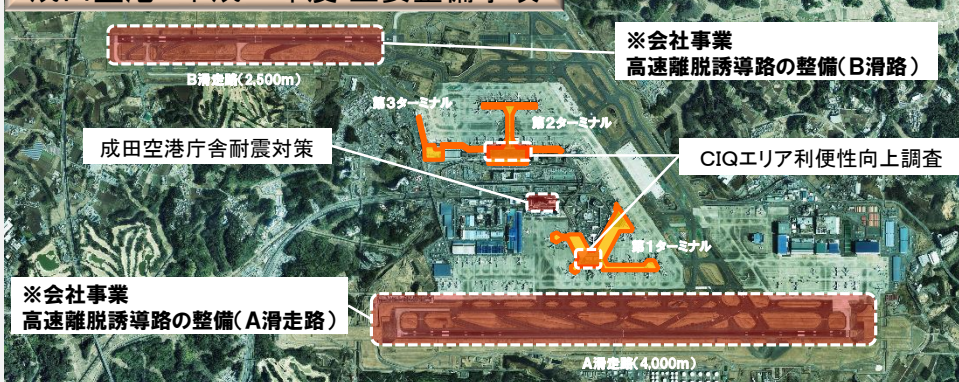 ※会社事業
高速離脱誘導路の整備(B滑路)
B滑走路(2,500m)
第3ターミナル
第2ターミナル
成田空港庁舎耐震対策
CIQエリア利便性向上調査
第1ターミナル
※会社事業
高速離脱誘導路の整備(A滑走路)
A滑走路(4,000m)